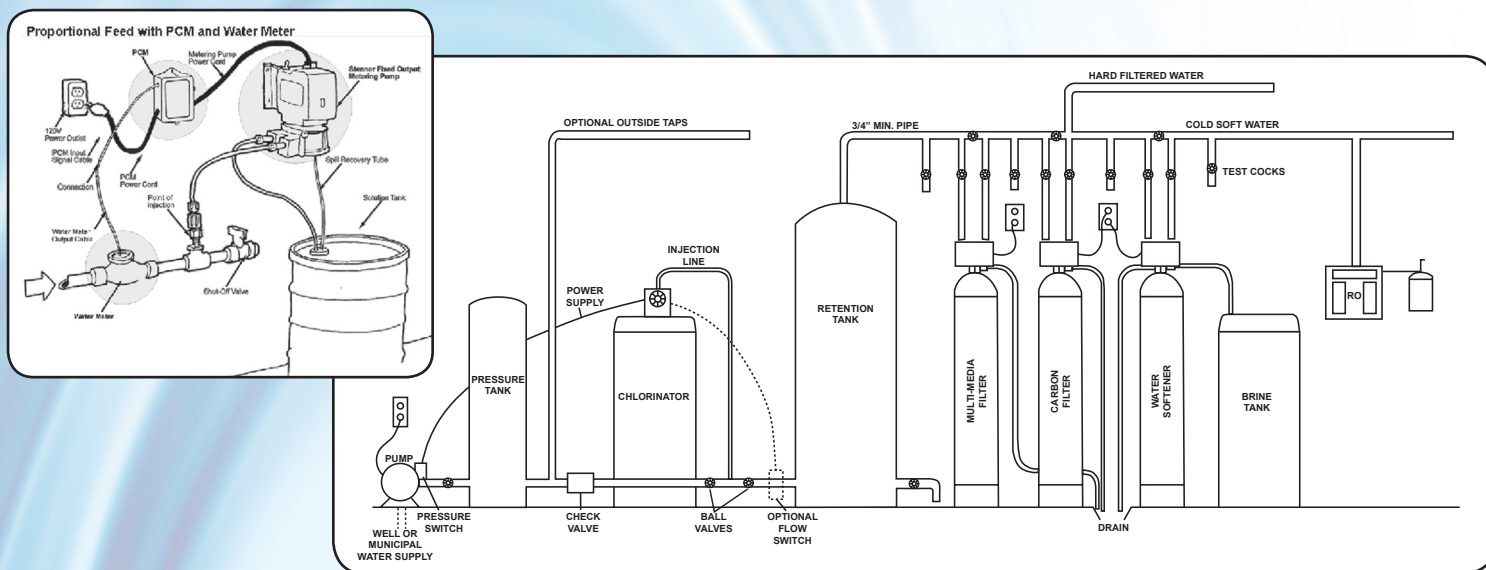 Proportional Feed with PCM and Water Meter
PCM
Metering Pump
Power Cord
Stenner Fixed Output
Metering Pump
120V
Power Outlet
PCM Input
Signal Cable
Connection
PCM
Power Cord
Spill Recovery Tube
Point of
Injection
Solution Tank
Water Meter
Output Cable
Shut-Off Valve
Water Meter
HARD FILTERED WATER
OPTIONAL OUTSIDE TAPS
3/4" MIN. PIPE
COLD SOFT WATER
TEST COCKS
INJECTION
LINE
POWER
SUPPLY
RETENTION
TANK
RO
PRESSURE
TANK
CHLORINATOR
MULTI-MEDIA
FILTER
CARBON
FILTER
WATER
SOFTENER
BRINE
TANK
PUMP
PRESSURE
SWITCH
WELL OR
MUNICIPAL
WATER SUPPLY
CHECK
VALVE
BALL
VALVES
OPTIONAL
FLOW
SWITCH
DRAIN